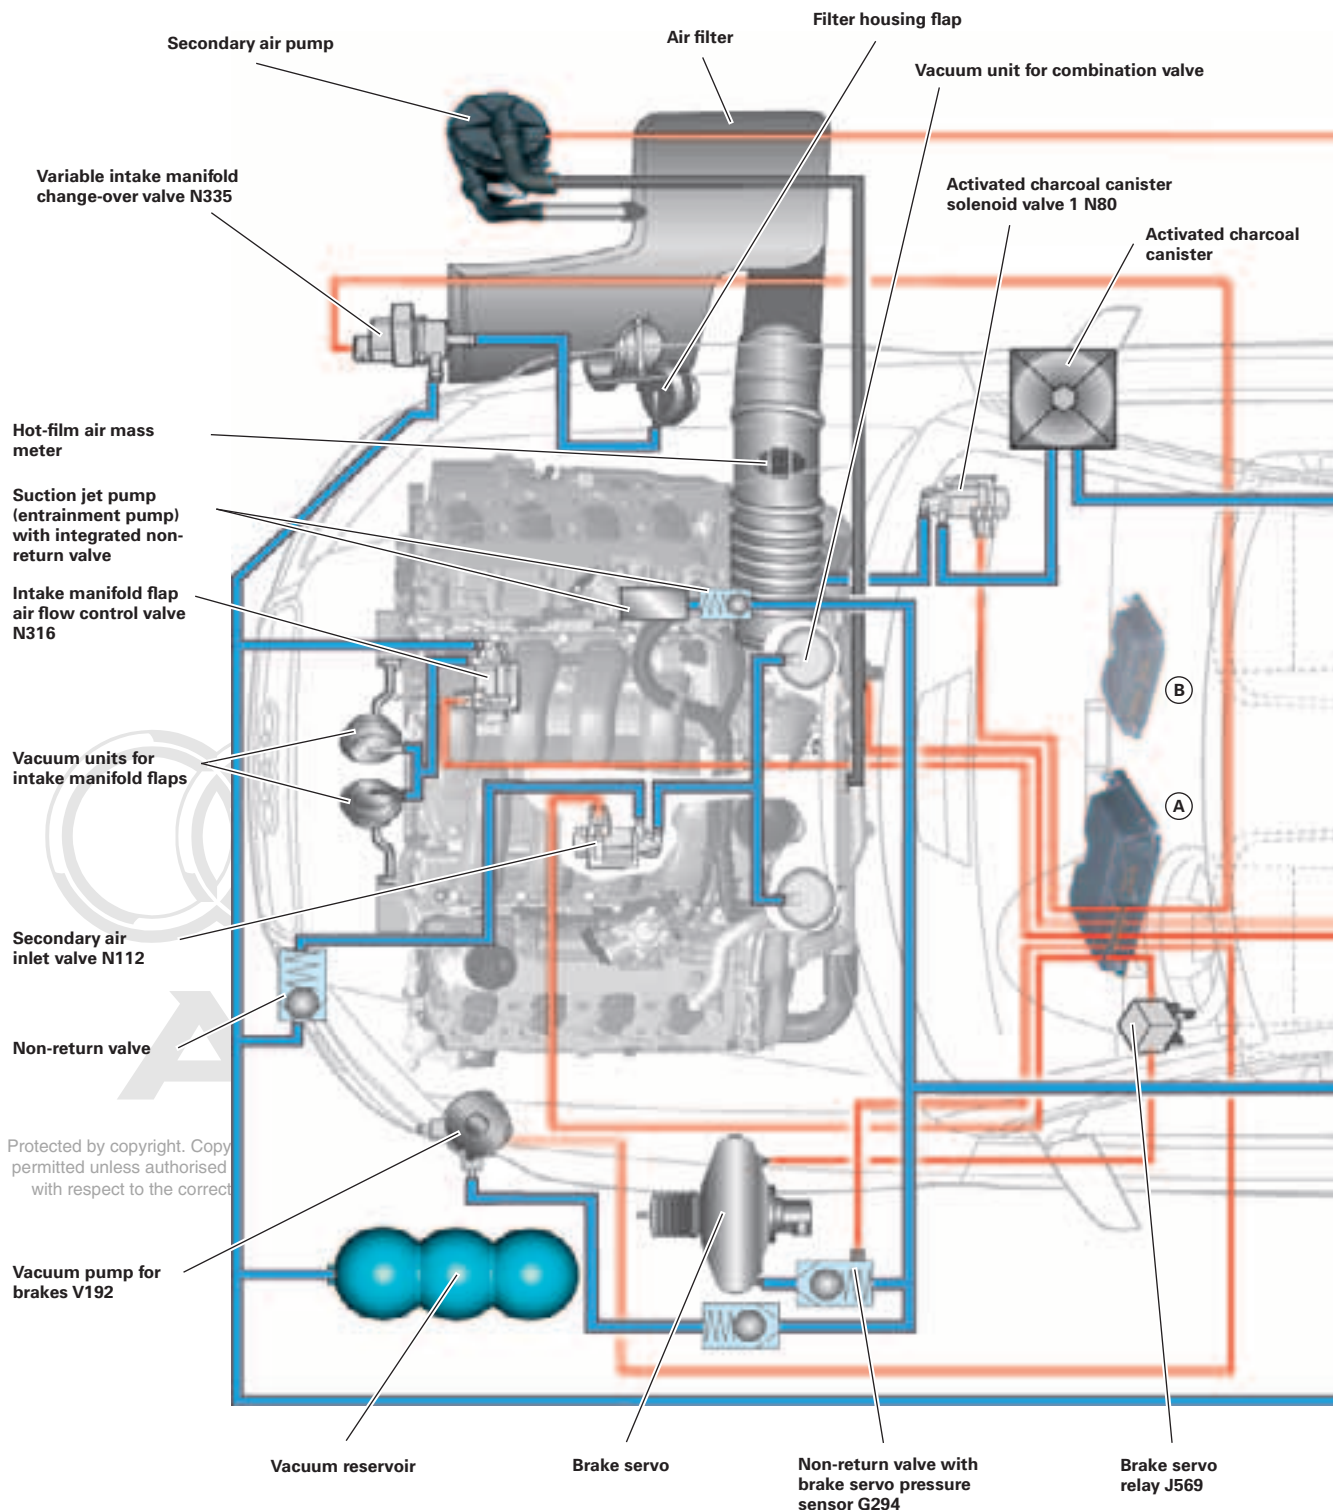 Filter housing flap
Secondary air pump
Air filter
Vacuum unit for combination valve
Variable intake manifold
change-over valve N335
Activated charcoal canister
solenoid valve 1 N80
Activated charcoal
canister
Hot-film air mass
meter
Suction jet pump
(entrainment pump)
with integrated non-
return valve
Intake manifold flap
air flow control valve
N316
B
Vacuum units for
intake manifold flaps
A
Secondary air
inlet valve N112
Non-return valve
Protected by copyright. Copy
permitted unless authorised
with respect to the correct
Vacuum pump for
brakes V192
Vacuum reservoir
Brake servo
Non-return valve with
brake servo pressure
sensor G294
Brake servo
relay J569